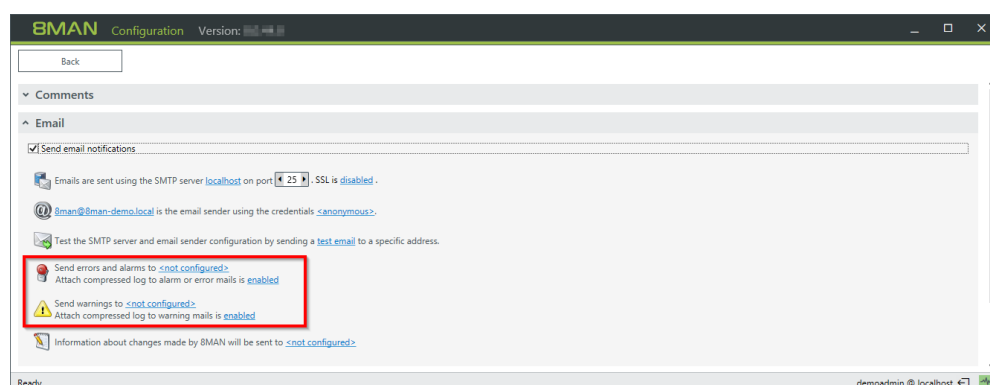 8MAN Configuration Version:
Back
Comments
Email
Send email notifications
Emails are sent using the SMTP server localhost on port 25 . SSL is disabled .
8man@8man-demo.local is the email sender using the credentials <anonymous>.
Test the SMTP server and email sender configuration by sending a test email to a specific address.
Send errors and alarms to <not configured>
Attach compressed log to alarm or error mails is enabled
Send warnings to <not configured>
Attach compressed log to warning mails is enabled
Information about changes made by 8MAN will be sent to <not configured>
Ready demoadmin @ localhost